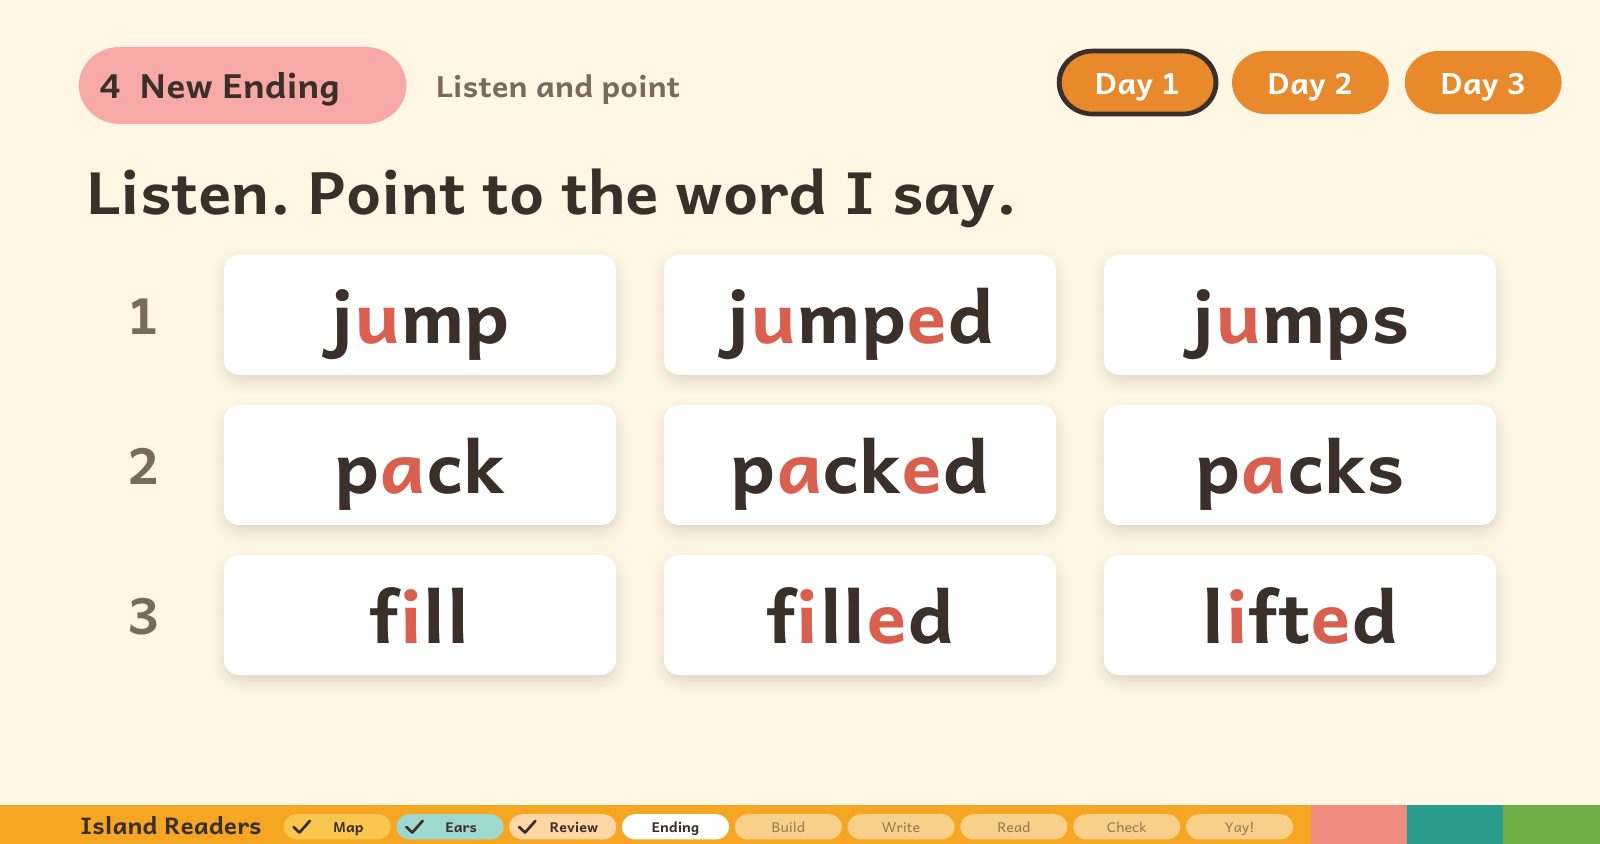 4 New Ending Listen and point Day 1 Day 2 Day 3
Listen. Point to the word I say.
1 jump jumped jumps
2 pack packed packs
3 fill filled lifted
Island Readers Map Ears Review Ending Build Write Read Check Yay!